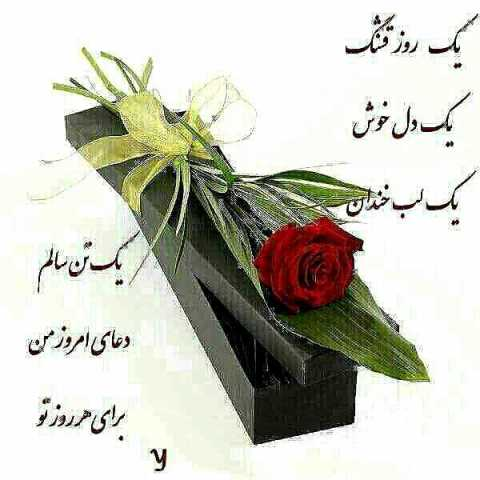 یک روز قشنگ
یک دل خوش
یک لب خندان
یک تن سالم
دعای امروز من
برای هر روز تو
y